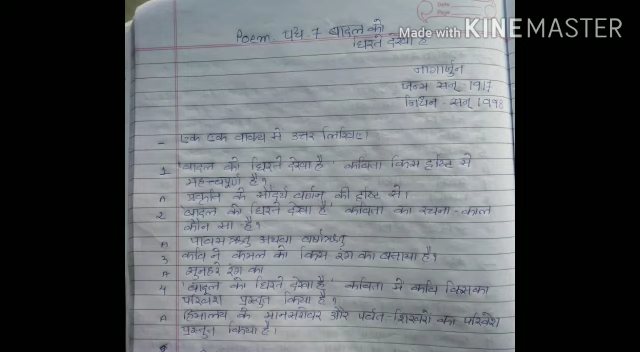 Made with KINEMASTER
Poem पध 7 बादल को
घिरते देखा है
नागार्जुन
जन्म सन् 1917
निधन - सन् 1998
- एक एक वाक्य मे उत्तर लिखिए।
1 'बादल को घिरते देखा है' कविता किस दृष्टि से
महत्त्वपूर्ण है?
A प्रकृति के सौंदर्य वर्णन की दृष्टि से।
2 'बादल को घिरते देखा है' कविता का रचना-काल
कौन सा है?
A पावस ऋतु अथवा वर्षाऋतु
3 कवि ने कमल को किस रंग का बताया है?
A सुनहरे रंग का
4 'बादल को घिरते देखा है' कविता मे कवि किसका
परिवेश प्रस्तुत किया है?
A हिमालय के मानसरोवर और पर्वत-शिखरों का परिवेश
प्रस्तुत किया है।